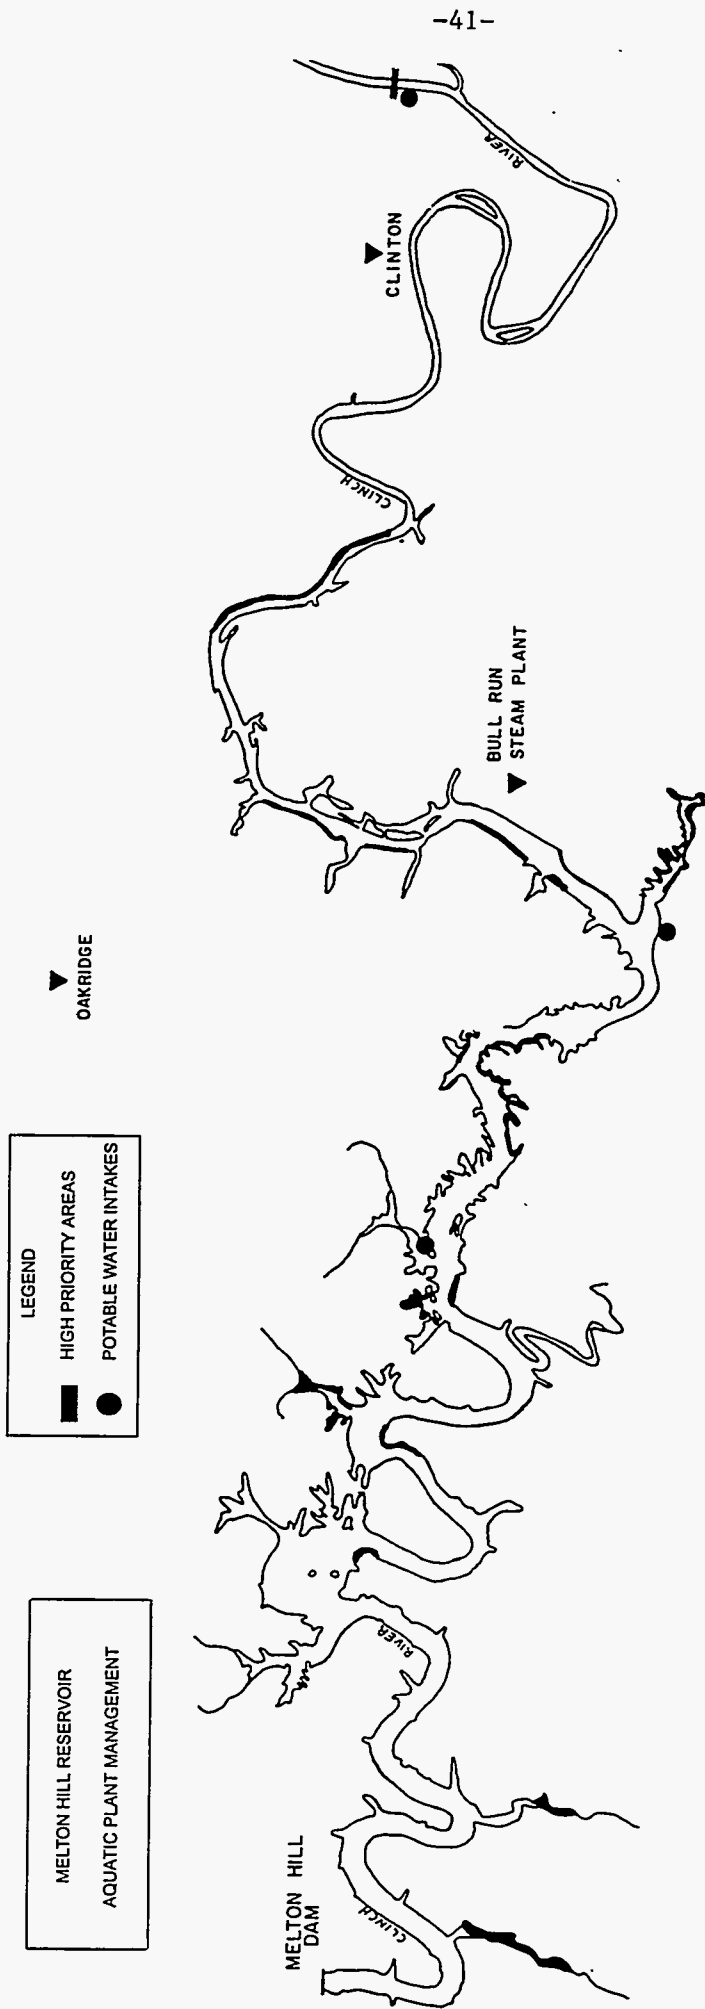 -41-
MELTON HILL RESERVOIR
AQUATIC PLANT MANAGEMENT
LEGEND
HIGH PRIORITY AREAS
POTABLE WATER INTAKES
OAKRIDGE
MELTON HILL
DAM
CLINCH
RIVER
BULL RUN
STEAM PLANT
CLINCH
CLINTON
RIVER